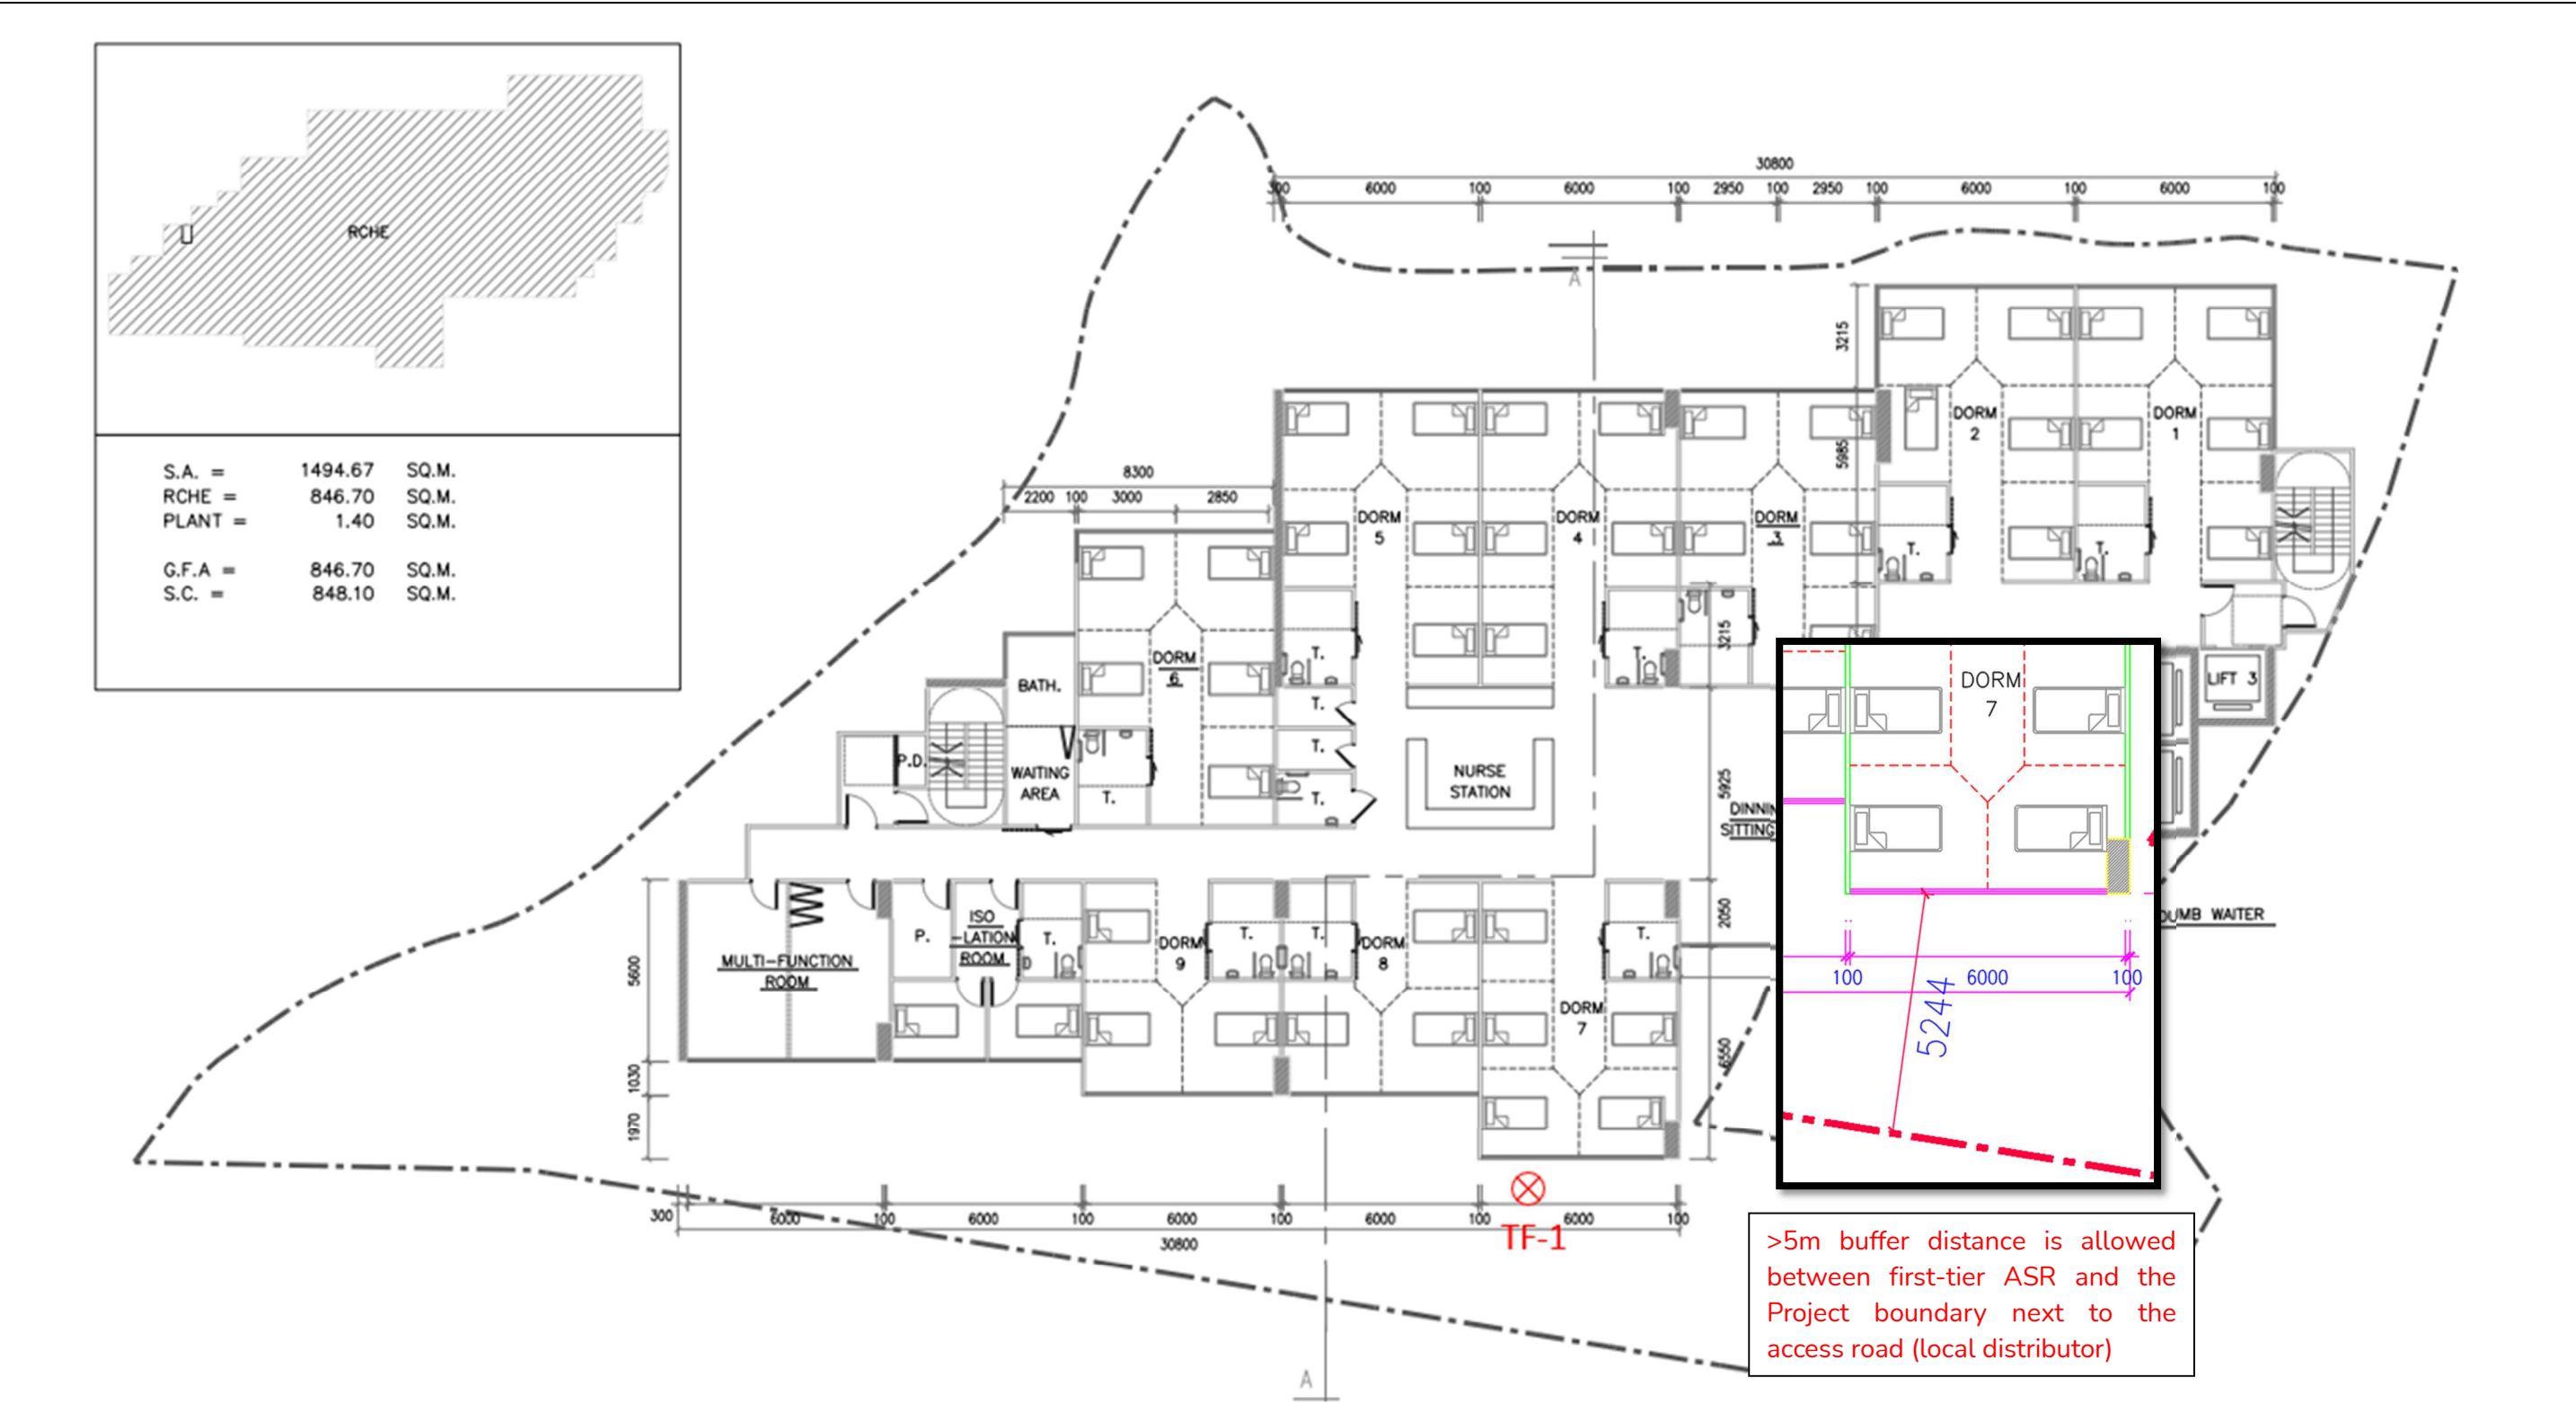 RCHE
S.A. = 1494.67 SQ.M.
RCHE = 846.70 SQ.M.
PLANT = 1.40 SQ.M.
G.F.A = 846.70 SQ.M.
S.C. = 848.10 SQ.M.
30800
300 6000 100 6000 100 2950 100 2950 100 6000 100 6000 100
A
3215
5985
DORM
2
DORM
1
T.
T.
8300
2200 100 3000 2850
DORM
5
DORM
4
DORM
3
T.
T.
3215
DORM
6
BATH.
T.
T.
T.
T.
P.D.
WAITING
AREA
NURSE
STATION
5925
DINNIN
SITTING
LIFT 3
DUMB WAITER
DORM
7
100 6000 100
5244
5600
1030
1970
MULTI-FUNCTION
ROOM
P.
ISO
-LATION
ROOM
D
T.
DORM
9
T.
T.
DORM
8
DORM
7
T.
2050
6550
300 6000 100 6000 100 6000 100 6000 100 6000 100
30800
TF-1
A
>5m buffer distance is allowed
between first-tier ASR and the
Project boundary next to the
access road (local distributor)